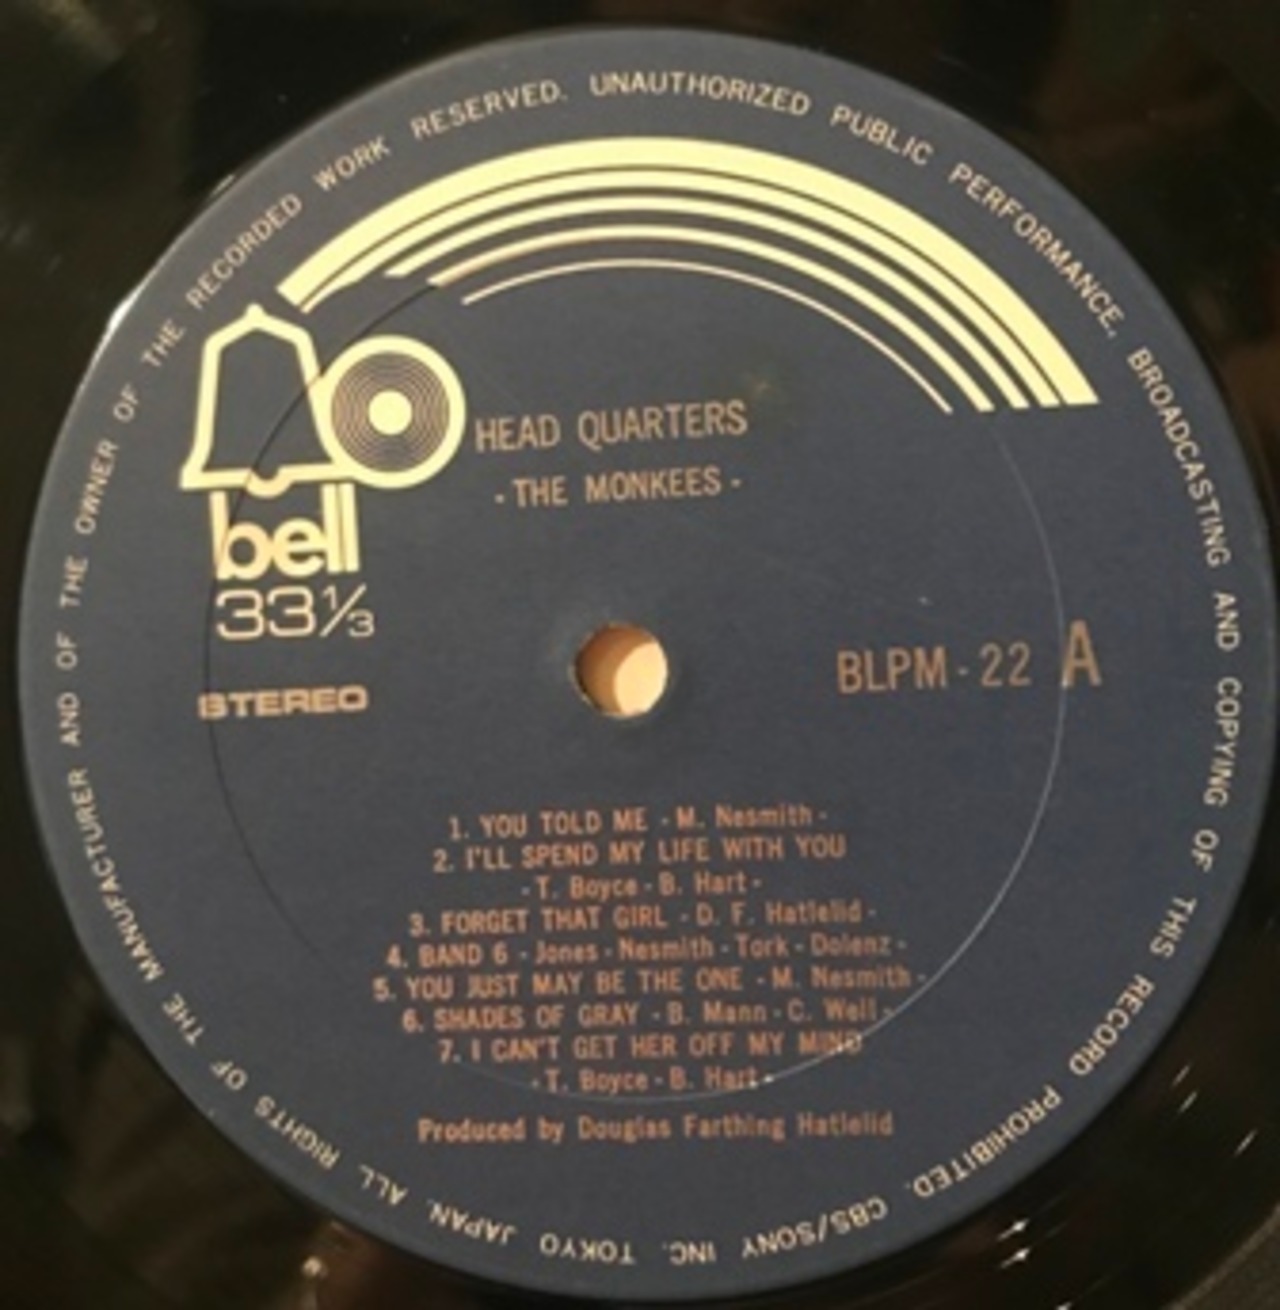 ALL RIGHTS OF THE MANUFACTURER AND OF THE OWNER OF THE RECORDED WORK RESERVED. UNAUTHORIZED PUBLIC PERFORMANCE, BROADCASTING AND COPYING OF THIS RECORD PROHIBITED. CBS/SONY INC. TOKYO JAPAN.
HEAD QUARTERS
- THE MONKEES -
bell
33 1/3
STEREO
BLPM - 22 A
1. YOU TOLD ME - M. Nesmith -
2. I'LL SPEND MY LIFE WITH YOU
- T. Boyce - B. Hart -
3. FORGET THAT GIRL - D. F. Hatlelid -
4. BAND 6 - Jones - Nesmith - Tork - Dolenz -
5. YOU JUST MAY BE THE ONE - M. Nesmith -
6. SHADES OF GRAY - B. Mann - C. Weil -
7. I CAN'T GET HER OFF MY MIND
- T. Boyce - B. Hart -
Produced by Douglas Farthing Hatlelid